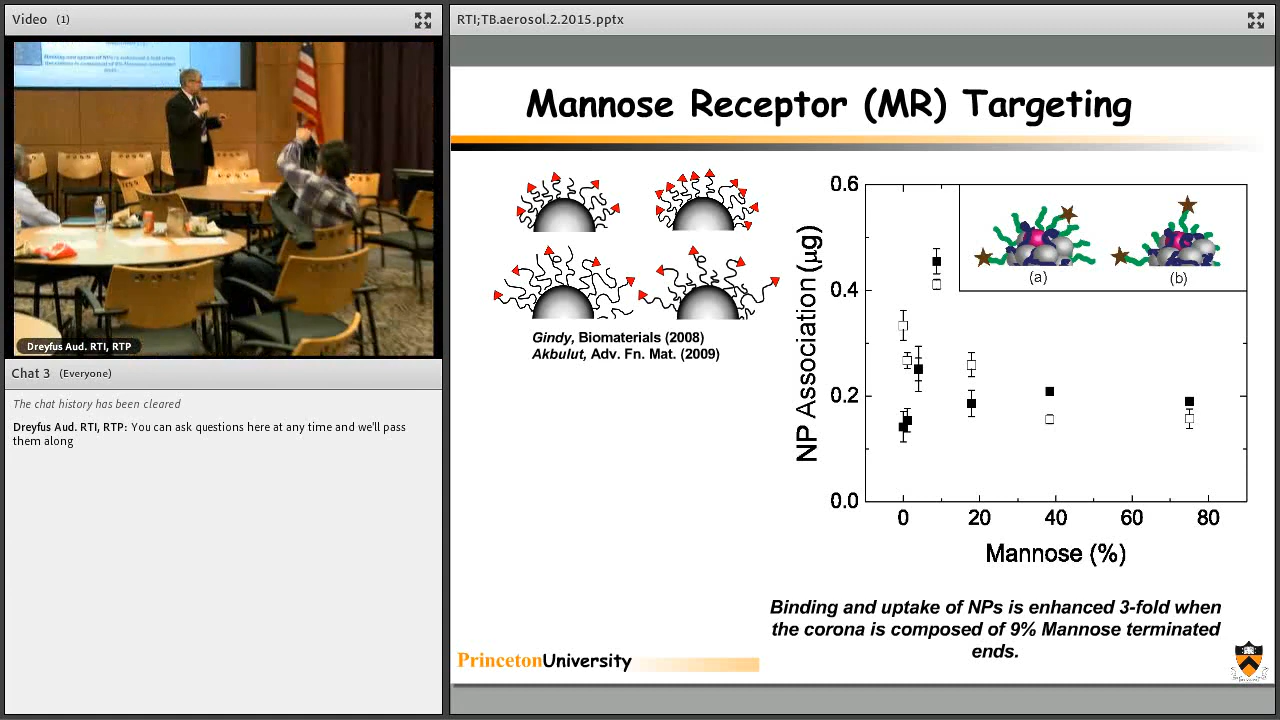 Video (1)
Dreyfus Aud. RTI, RTP
Chat 3 (Everyone)
The chat history has been cleared
Dreyfus Aud. RTI, RTP: You can ask questions here at any time and we'll pass
them along
RTI;TB.aerosol.2.2015.pptx
Mannose Receptor (MR) Targeting
Gindy, Biomaterials (2008)
Akbulut, Adv. Fn. Mat. (2009)
NP Association (µg)
0.6
0.4
0.2
0.0
(a)
(b)
0 20 40 60 80
Mannose (%)
Binding and uptake of NPs is enhanced 3-fold when
the corona is composed of 9% Mannose terminated
ends.
PrincetonUniversity